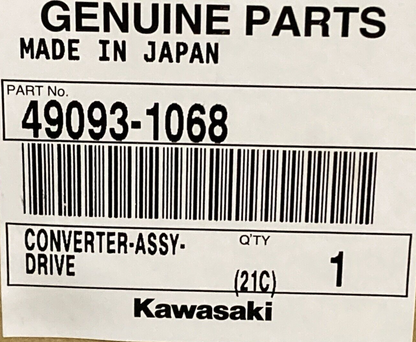 GENUINE PARTS
MADE IN JAPAN
PART No.
49093-1068
CONVERTER-ASSY-
DRIVE
Q'TY
(21C)
1
Kawasaki